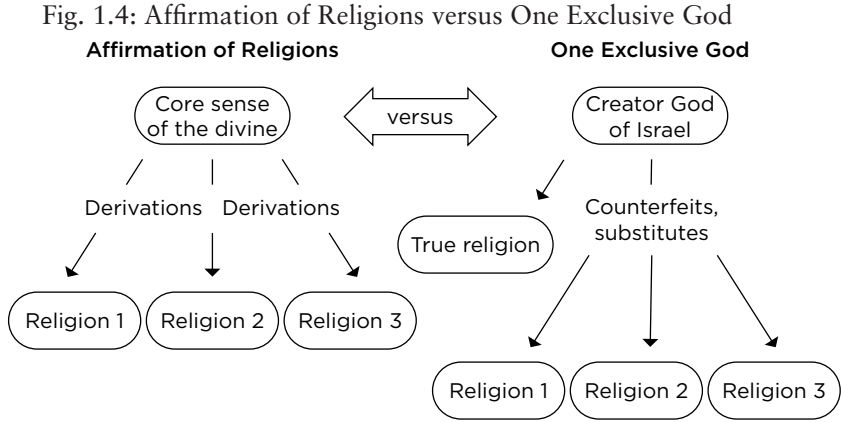 Fig. 1.4: Affirmation of Religions versus One Exclusive God
Affirmation of Religions
One Exclusive God
Core sense
of the divine
versus
Creator God
of Israel
Derivations
Derivations
Counterfeits,
substitutes
True religion
Religion 1
Religion 2
Religion 3
Religion 1
Religion 2
Religion 3